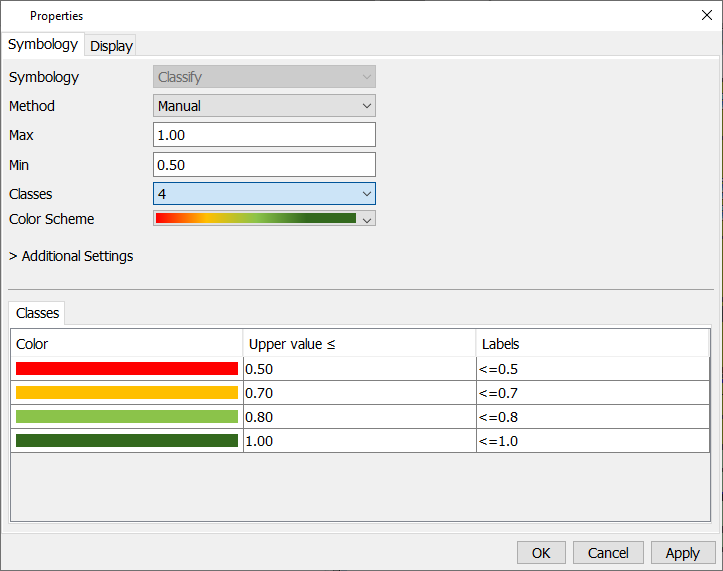 Properties
Symbology Display
Symbology Classify
Method Manual
Max 1.00
Min 0.50
Classes 4
Color Scheme
> Additional Settings
Classes
Color Upper value ≤ Labels
0.50 <=0.5
0.70 <=0.7
0.80 <=0.8
1.00 <=1.0
OK Cancel Apply